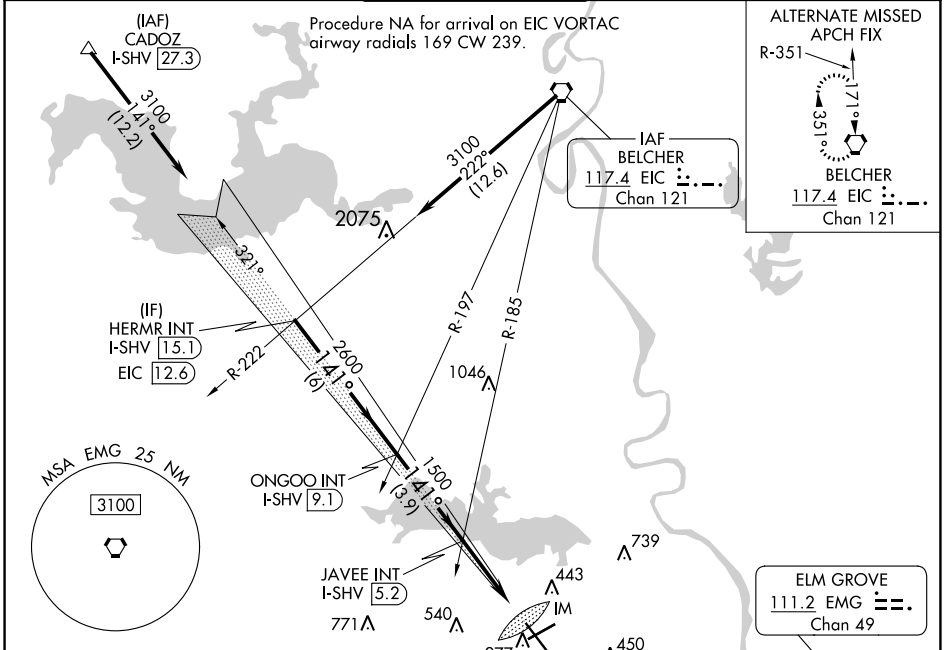 (IAF)
CADOZ
I-SHV 27.3
Procedure NA for arrival on EIC VORTAC
airway radials 169 CW 239.
ALTERNATE MISSED
APCH FIX
R-351
171°
351°
BELCHER
117.4 EIC
Chan 121
3100
141°
(12.2)
3100
222°
(12.6)
IAF
BELCHER
117.4 EIC
Chan 121
2075
321°
(IF)
HERMR INT
I-SHV 15.1
EIC 12.6
R-222
2600
141°
(6)
R-197
R-185
1046
MSA EMG 25 NM
3100
ONGOO INT
I-SHV 9.1
1500
141°
(3.9)
JAVEE INT
I-SHV 5.2
739
443
IM
771
540
450
ELM GROVE
111.2 EMG
Chan 49